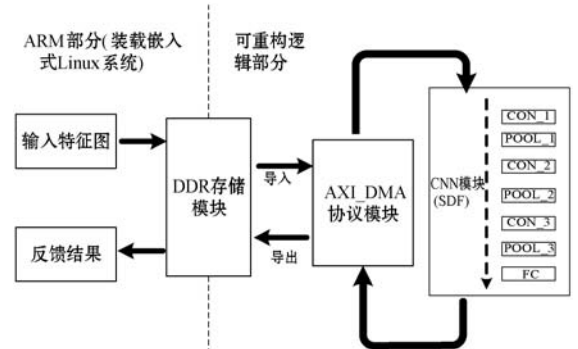 ARM部分(装载嵌入
式Linux系统)
可重构逻
辑部分
输入特征图
反馈结果
DDR存储
模块
导入
导出
AXI_DMA
协议模块
CNN模块
(SDF)
CON_1
POOL_1
CON_2
POOL_2
CON_3
POOL_3
FC